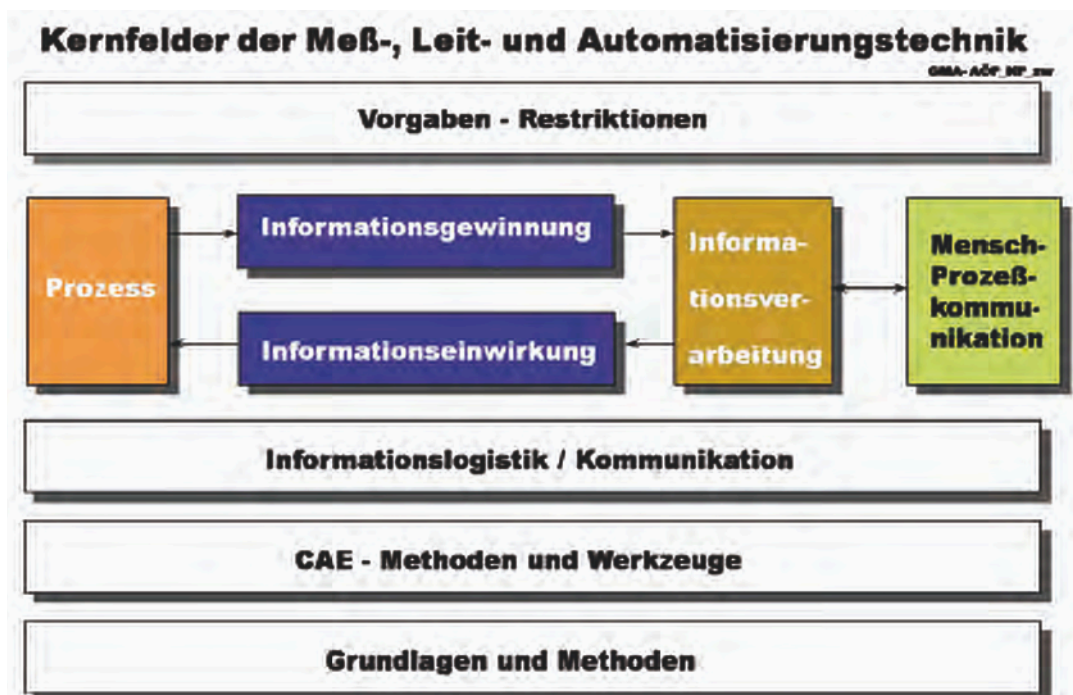 Kernfelder der Meß-, Leit- und Automatisierungstechnik
Vorgaben - Restriktionen
Prozess
Informationsgewinnung
Informationseinwirkung
Informa-
tionsver-
arbeitung
Mensch-
Prozeß-
kommu-
nikation
Informationslogistik / Kommunikation
CAE - Methoden und Werkzeuge
Grundlagen und Methoden